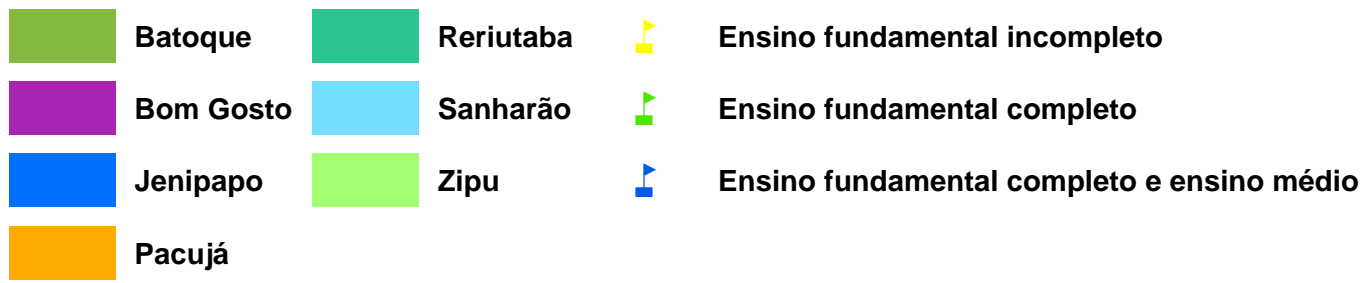 Batoque
Reriutaba
Ensino fundamental incompleto
Bom Gosto
Sanharão
Ensino fundamental completo
Jenipapo
Zipu
Ensino fundamental completo e ensino médio
Pacujá